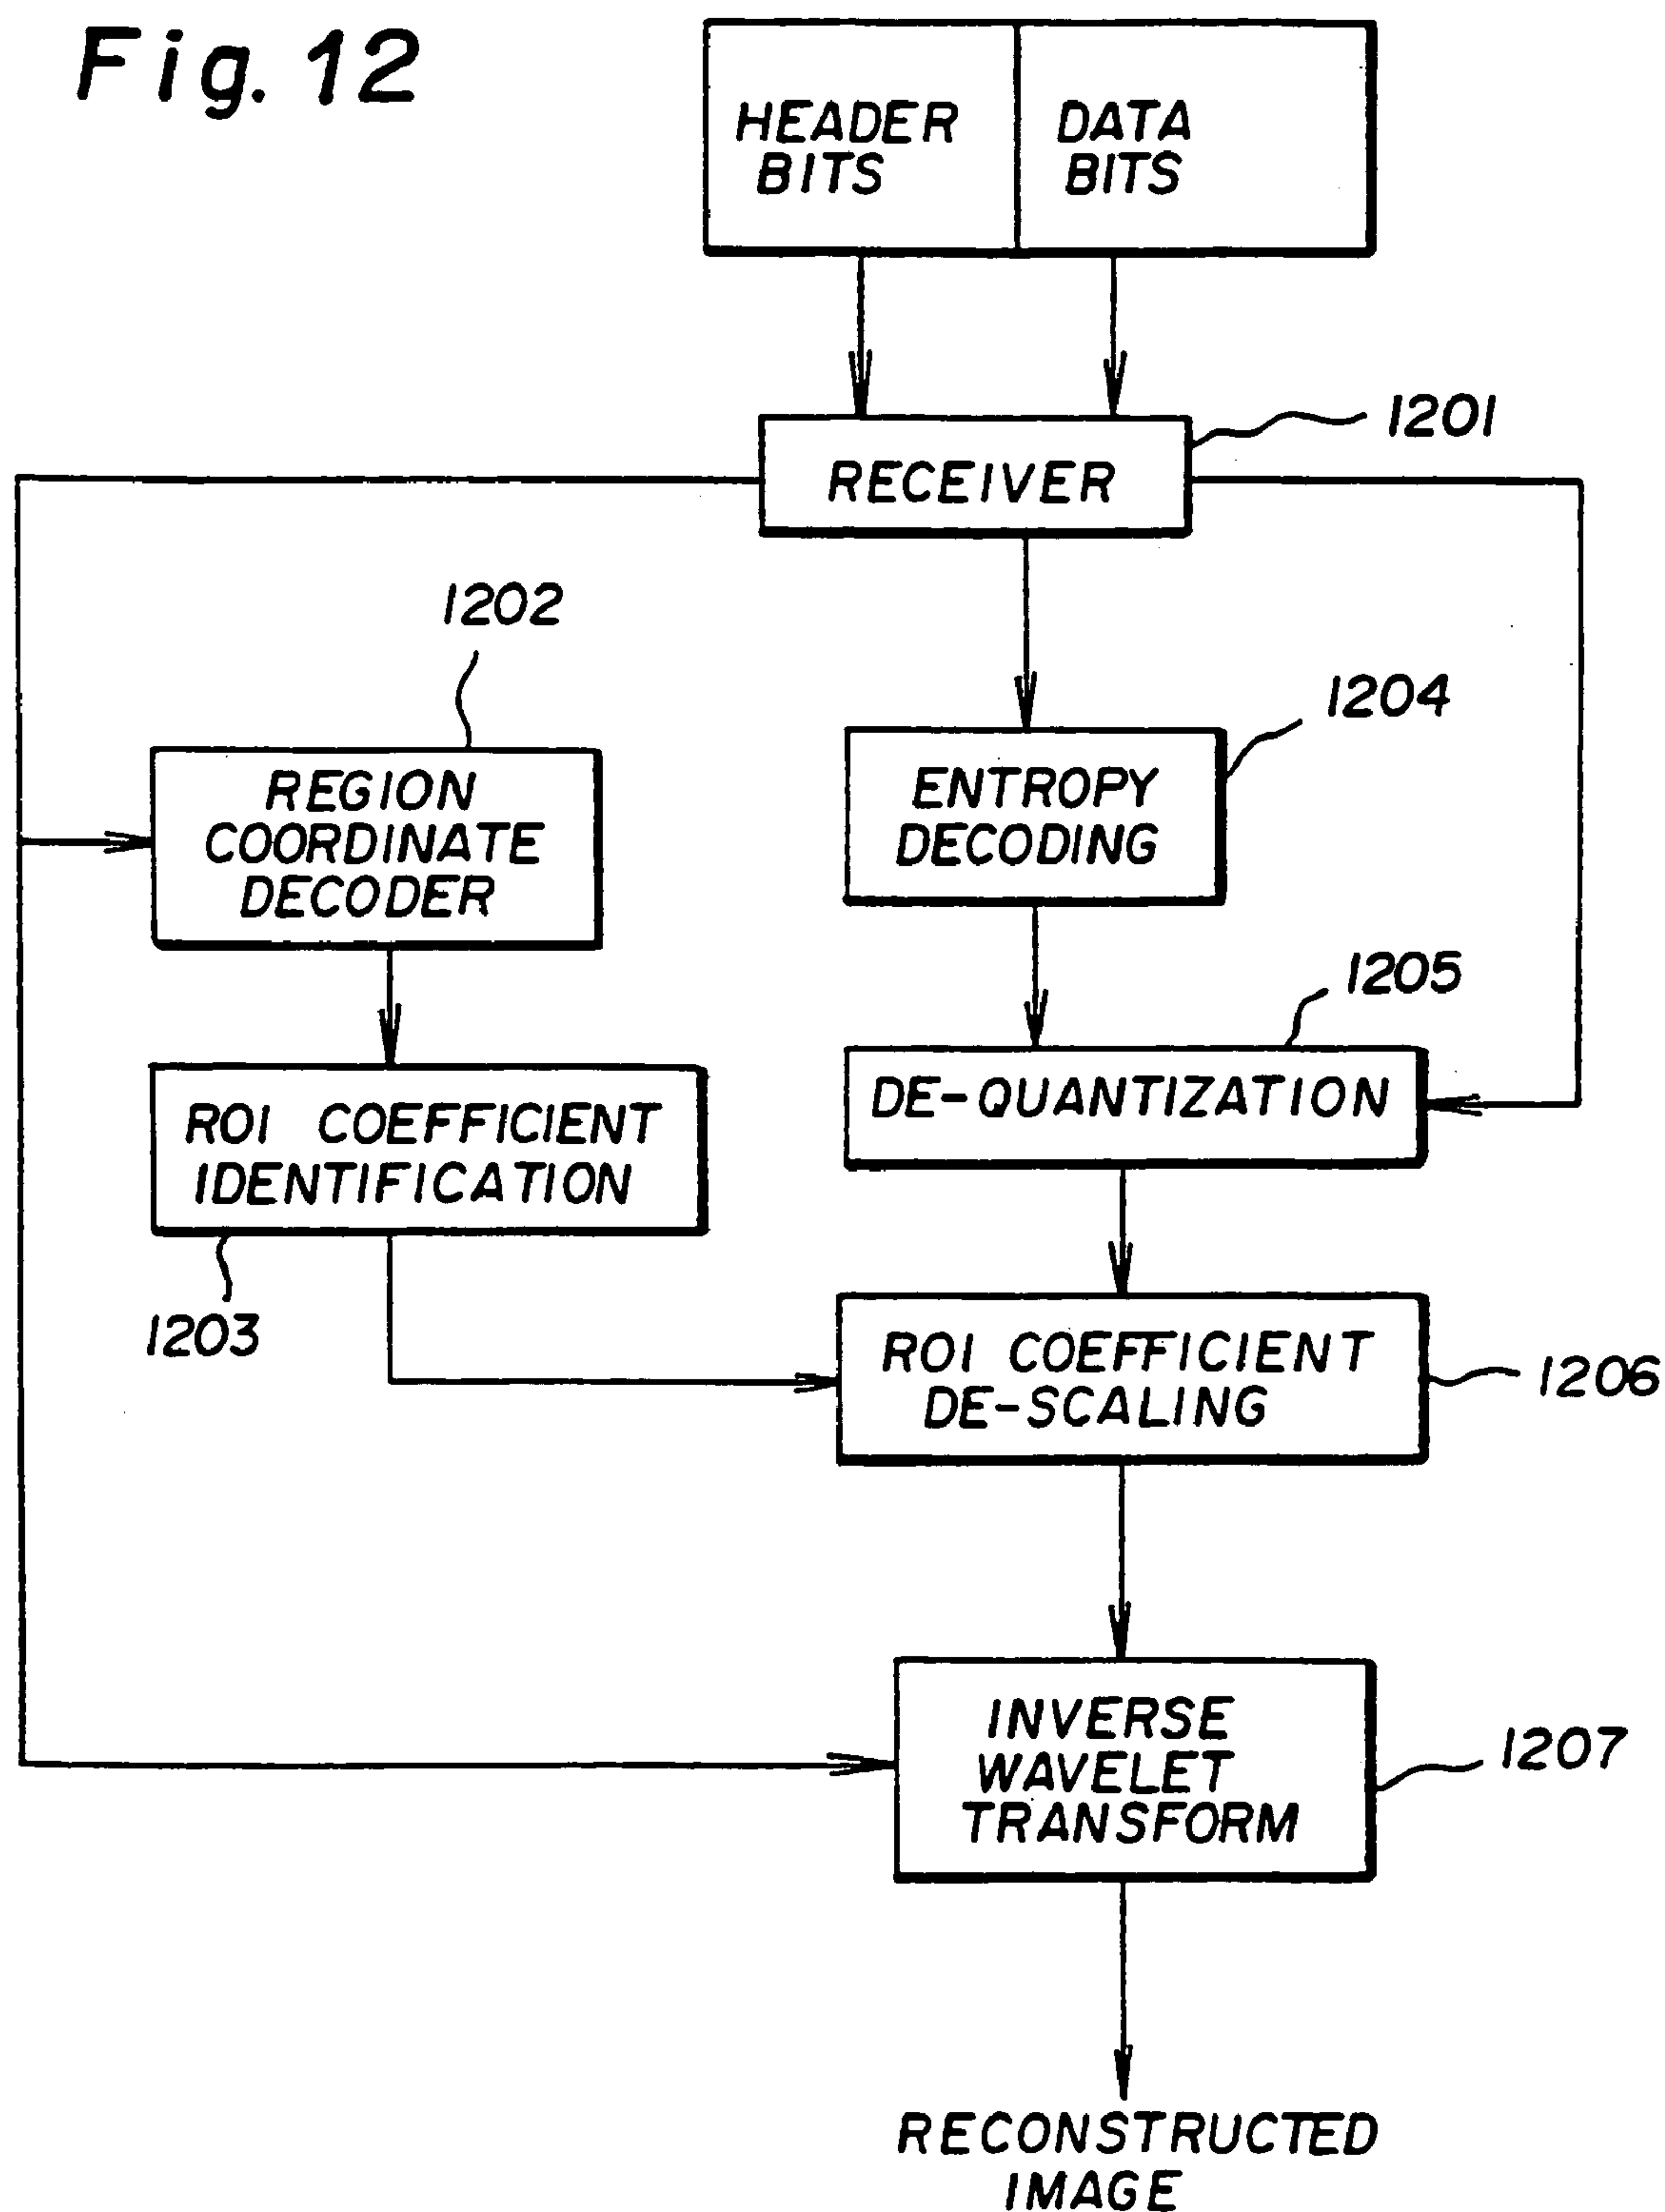 Fig. 12
HEADER
BITS
DATA
BITS
1201
RECEIVER
1202
1204
REGION
COORDINATE
DECODER
ENTROPY
DECODING
1205
DE-QUANTIZATION
ROI COEFFICIENT
IDENTIFICATION
1203
ROI COEFFICIENT
DE-SCALING
1206
INVERSE
WAVELET
TRANSFORM
1207
RECONSTRUCTED
IMAGE